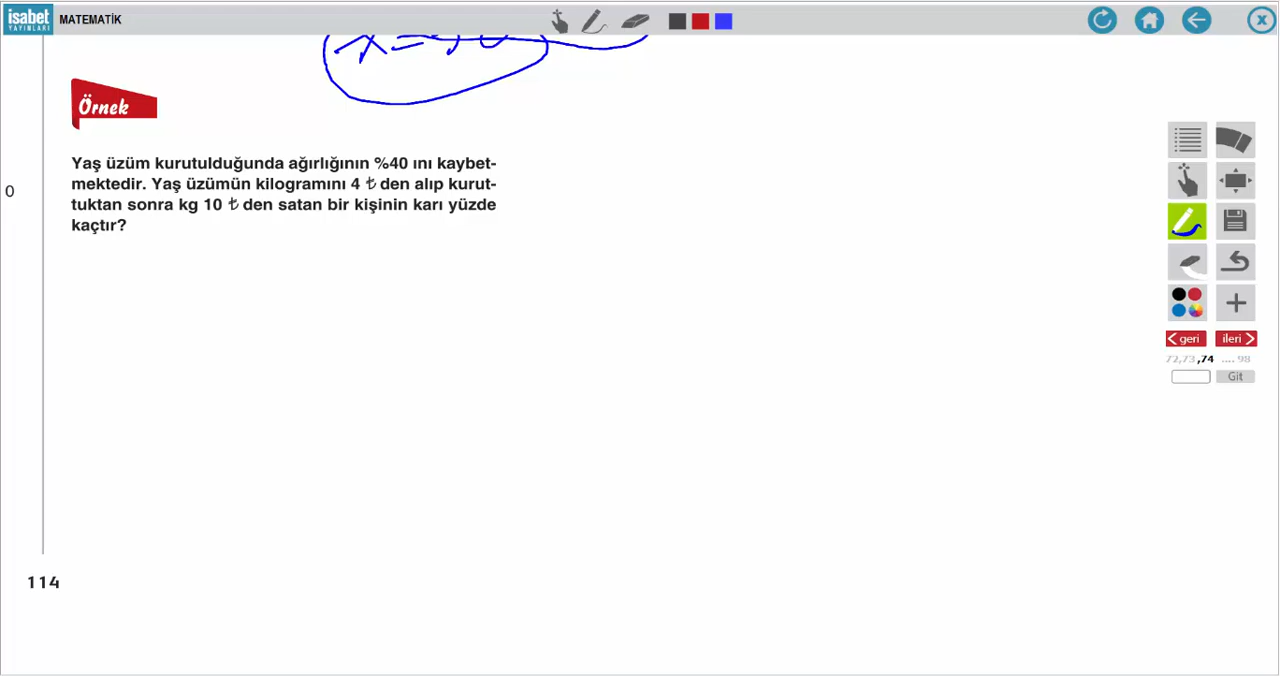 isabet
YAYINLARI
MATEMATİK
Örnek
Yaş üzüm kurutulduğunda ağırlığının %40 ını kaybet-
mektedir. Yaş üzümün kilogramını 4 ₺ den alıp kurut-
tuktan sonra kg 10 ₺ den satan bir kişinin karı yüzde
kaçtır?
0
geri
ileri
72,73,74 .... 98
Git
114